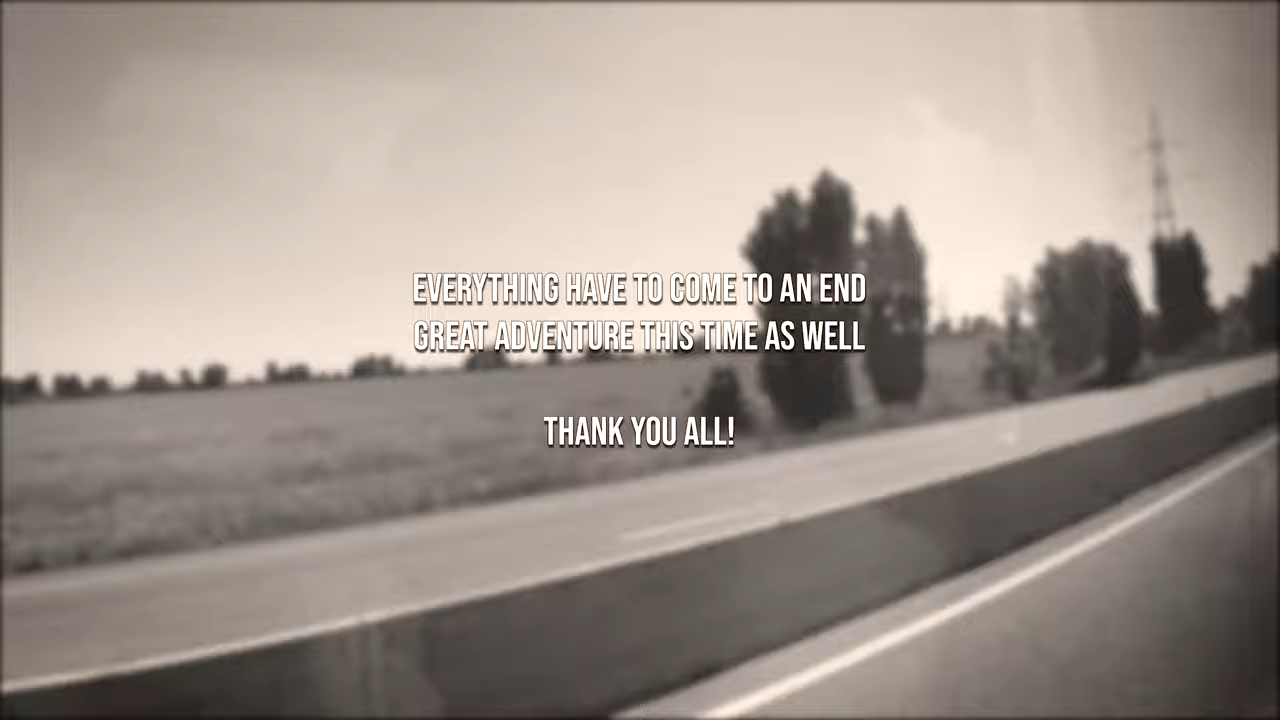 EVERYTHING HAVE TO COME TO AN END
GREAT ADVENTURE THIS TIME AS WELL
THANK YOU ALL!